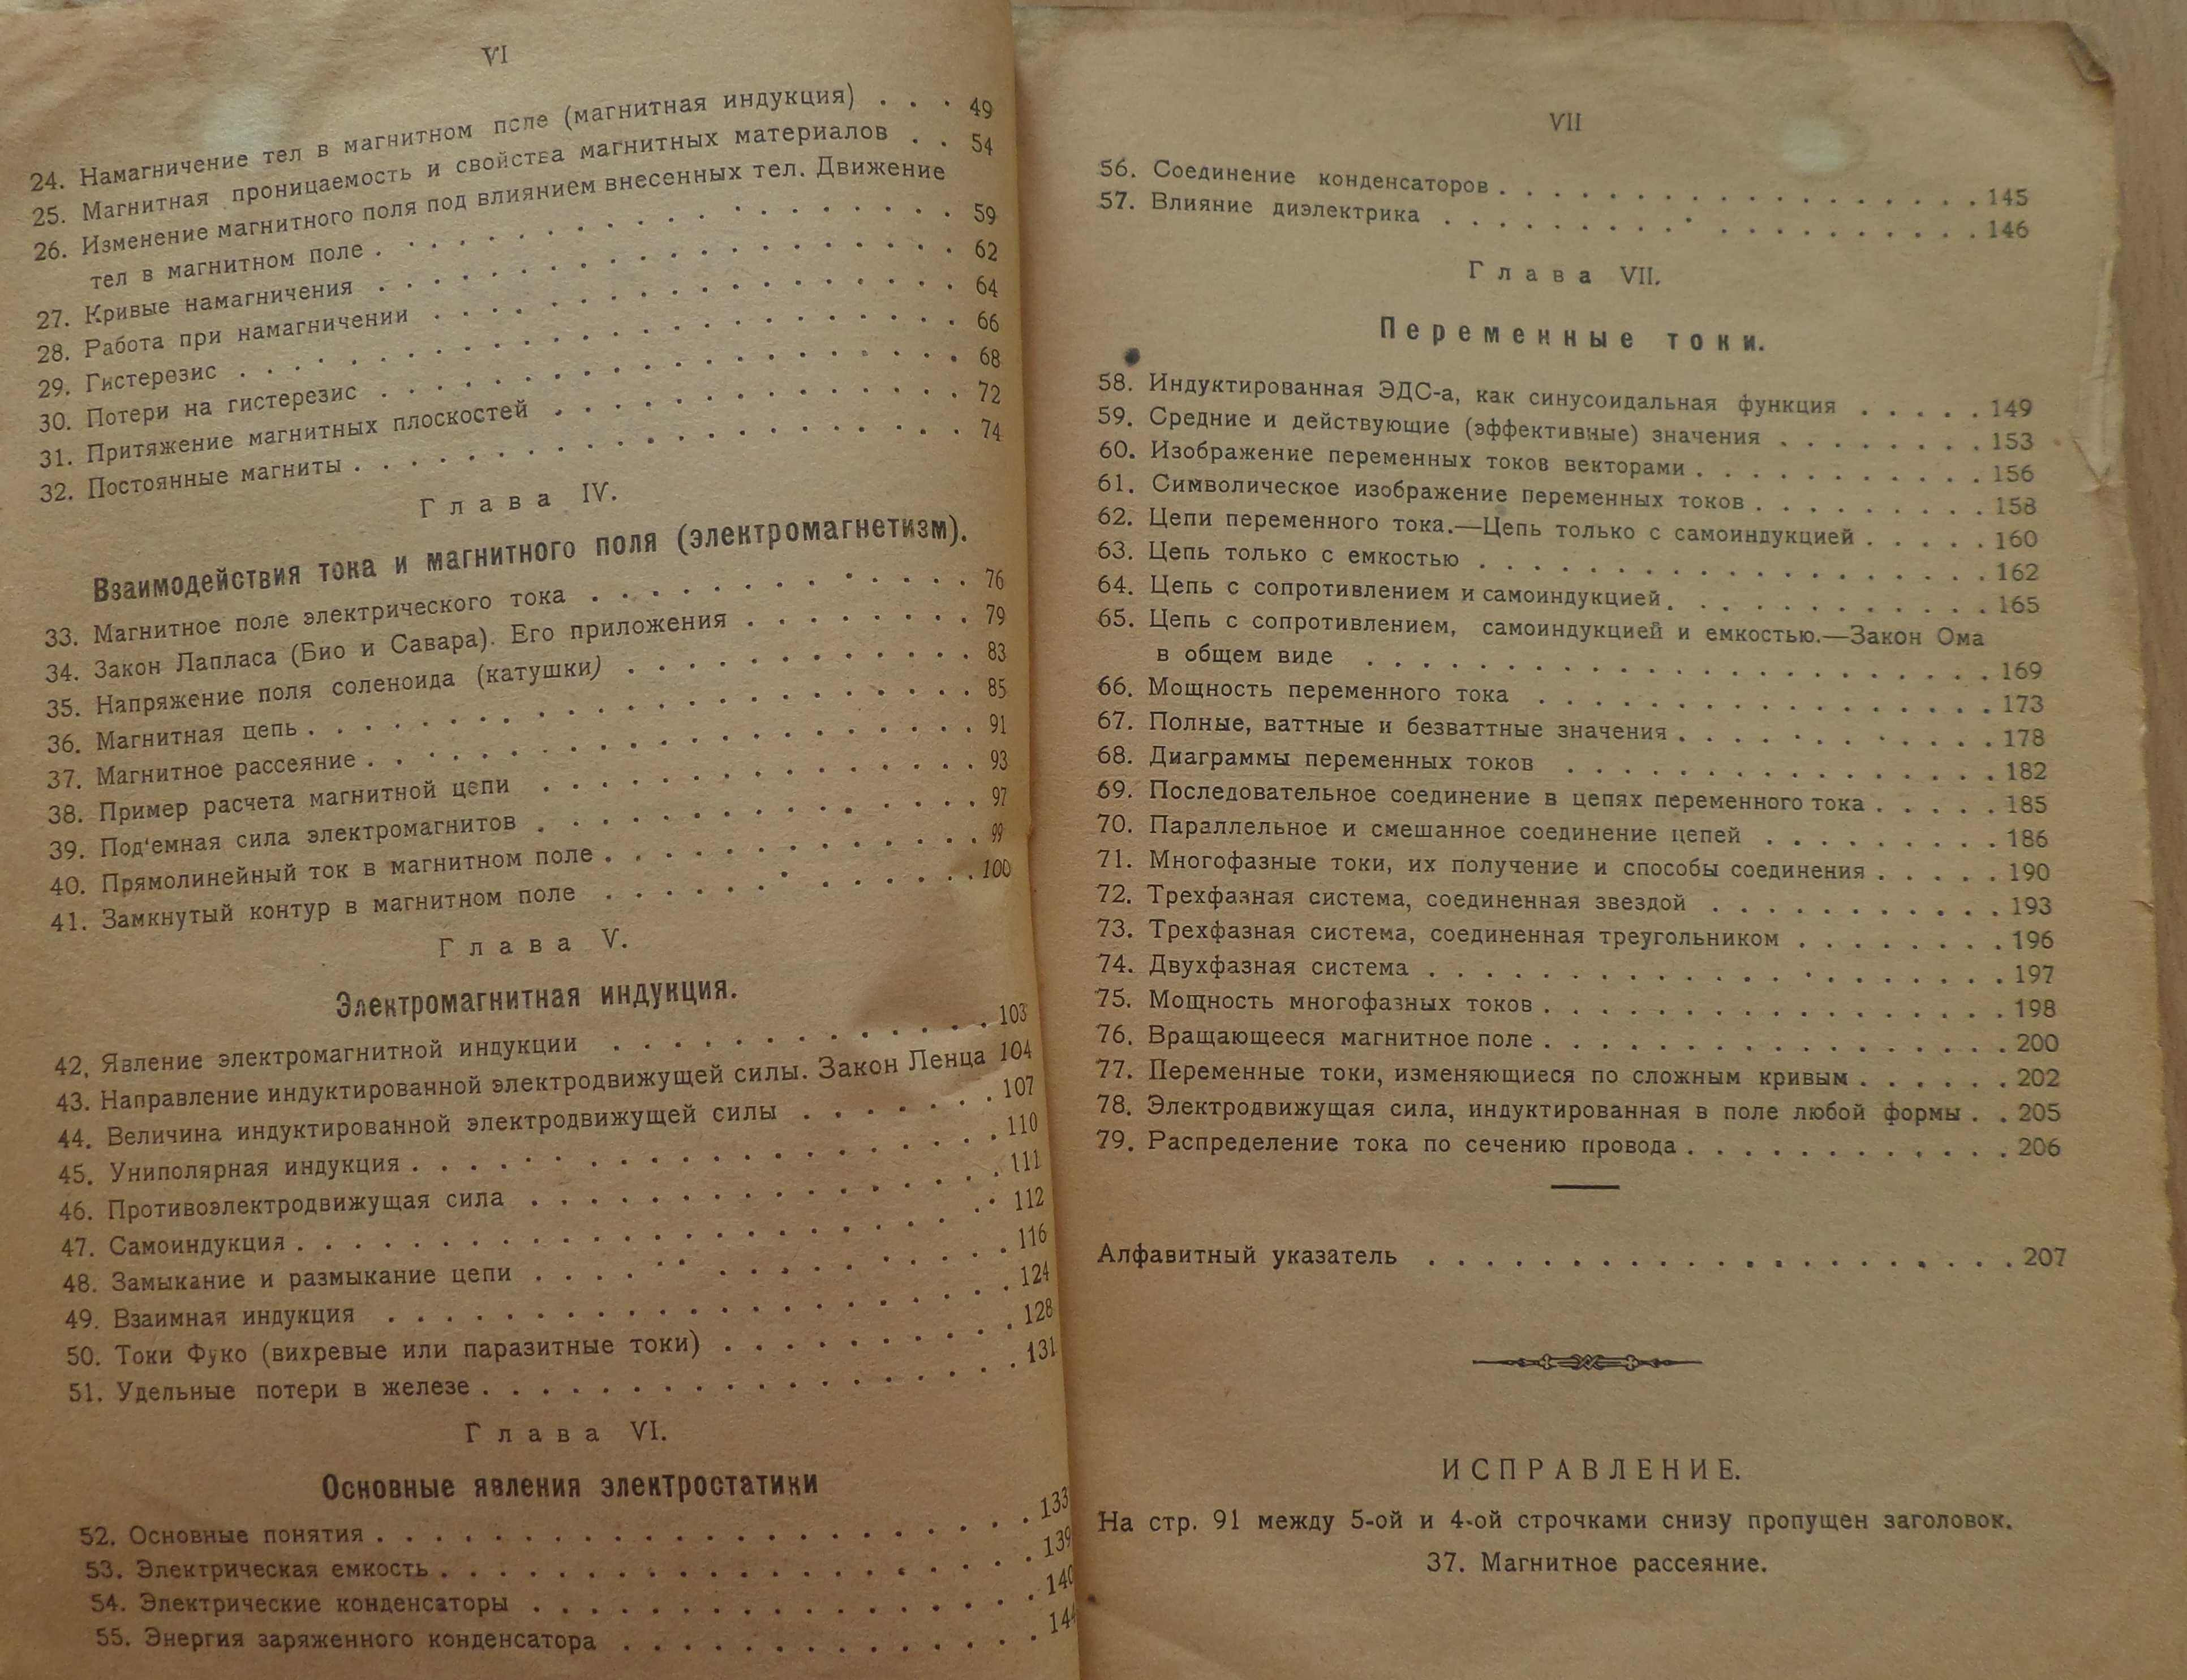 VI
24. Намагничение тел в магнитном поле (магнитная индукция) . . . 49
25. Магнитная проницаемость и свойства магнитных материалов . . 54
26. Изменение магнитного поля под влиянием внесенных тел. Движение
тел в магнитном поле . . . . . . . . . . . . . . . . . 59
27. Кривые намагничения . . . . . . . . . . . . . . . . . 62
28. Работа при намагничении . . . . . . . . . . . . . . . 64
29. Гистерезис . . . . . . . . . . . . . . . . . . . . . 66
30. Потери на гистерезис . . . . . . . . . . . . . . . . . 68
31. Притяжение магнитных плоскостей . . . . . . . . . . . . 72
32. Постоянные магниты . . . . . . . . . . . . . . . . . . 74
Глава IV.
Взаимодействия тока и магнитного поля (электромагнетизм).
33. Магнитное поле электрического тока . . . . . . . . . . . 76
34. Закон Лапласа (Био и Савара). Его приложения . . . . . . . 79
35. Напряжение поля соленоида (катушки) . . . . . . . . . . . 83
36. Магнитная цепь . . . . . . . . . . . . . . . . . . . 85
37. Магнитное рассеяние . . . . . . . . . . . . . . . . . 91
38. Пример расчета магнитной цепи . . . . . . . . . . . . . 93
39. Под'емная сила электромагнитов . . . . . . . . . . . . . 97
40. Прямолинейный ток в магнитном поле . . . . . . . . . . . 99
41. Замкнутый контур в магнитном поле . . . . . . . . . . . . 100
Глава V.
Электромагнитная индукция.
42. Явление электромагнитной индукции . . . . . . . . . . . 103
43. Направление индуктированной электродвижущей силы. Закон Ленца 104
44. Величина индуктированной электродвижущей силы . . . . . . 107
45. Униполярная индукция . . . . . . . . . . . . . . . . . 110
46. Противоэлектродвижущая сила . . . . . . . . . . . . . . 111
47. Самоиндукция . . . . . . . . . . . . . . . . . . . . 112
48. Замыкание и размыкание цепи . . . . . . . . . . . . . . 116
49. Взаимная индукция . . . . . . . . . . . . . . . . . . 124
50. Токи Фуко (вихревые или паразитные токи) . . . . . . . . . 128
51. Удельные потери в железе . . . . . . . . . . . . . . . 131
Глава VI.
Основные явления электростатики
52. Основные понятия . . . . . . . . . . . . . . . . . . . 133
53. Электрическая емкость . . . . . . . . . . . . . . . . . 139
54. Электрические конденсаторы . . . . . . . . . . . . . . 140
55. Энергия заряженного конденсатора . . . . . . . . . . . . 144
VII
56. Соединение конденсаторов . . . . . . . . . . . . . . . . 145
57. Влияние диэлектрика . . . . . . . . . . . . . . . . . . 146
Глава VII.
Переменные токи.
58. Индуктированная ЭДС-а, как синусоидальная функция . . . . . 149
59. Средние и действующие (эффективные) значения . . . . . . . 153
60. Изображение переменных токов векторами . . . . . . . . . . 156
61. Символическое изображение переменных токов . . . . . . . . 158
62. Цепи переменного тока.—Цепь только с самоиндукцией . . . . . 160
63. Цепь только с емкостью . . . . . . . . . . . . . . . . . 162
64. Цепь с сопротивлением и самоиндукцией . . . . . . . . . . 165
65. Цепь с сопротивлением, самоиндукцией и емкостью.—Закон Ома
в общем виде . . . . . . . . . . . . . . . . . . . . 169
66. Мощность переменного тока . . . . . . . . . . . . . . . 173
67. Полные, ваттные и безваттные значения . . . . . . . . . . 178
68. Диаграммы переменных токов . . . . . . . . . . . . . . 182
69. Последовательное соединение в цепях переменного тока . . . . . 185
70. Параллельное и смешанное соединение цепей . . . . . . . . . 186
71. Многофазные токи, их получение и способы соединения . . . . . 190
72. Трехфазная система, соединенная звездой . . . . . . . . . . 193
73. Трехфазная система, соединенная треугольником . . . . . . . 196
74. Двухфазная система . . . . . . . . . . . . . . . . . . 197
75. Мощность многофазных токов . . . . . . . . . . . . . . . 198
76. Вращающееся магнитное поле . . . . . . . . . . . . . . . 200
77. Переменные токи, изменяющиеся по сложным кривым . . . . . . 202
78. Электродвижущая сила, индуктированная в поле любой формы . . 205
79. Распределение тока по сечению провода . . . . . . . . . . . 206
Алфавитный указатель . . . . . . . . . . . . . . . . . . 207
ИСПРАВЛЕНИЕ.
На стр. 91 между 5-ой и 4-ой строчками снизу пропущен заголовок.
37. Магнитное рассеяние.